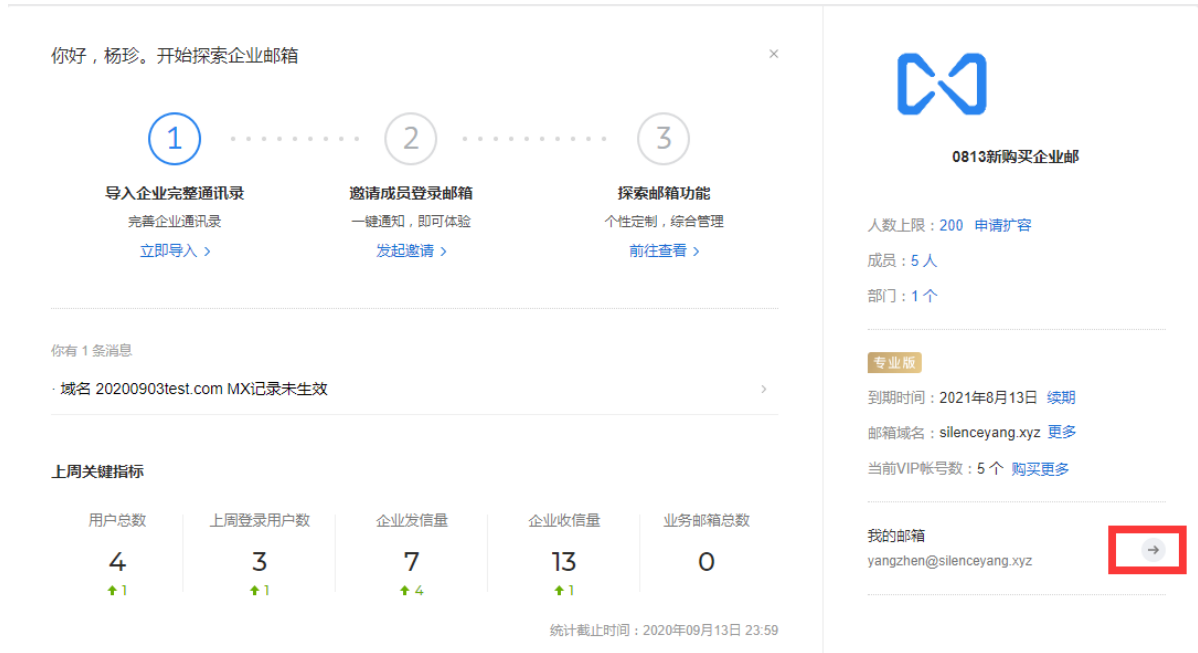 你好，杨珍。开始探索企业邮箱
×
1
2
3
导入企业完整通讯录
邀请成员登录邮箱
探索邮箱功能
完善企业通讯录
一键通知，即可体验
个性定制，综合管理
立即导入 >
发起邀请 >
前往查看 >
你有 1 条消息
· 域名 20200903test.com MX记录未生效 >
上周关键指标
用户总数
上周登录用户数
企业发信量
企业收信量
业务邮箱总数
4
3
7
13
0
1
1
4
1
统计截止时间：2020年09月13日 23:59
0813新购买企业邮
人数上限：200 申请扩容
成员：5 人
部门：1 个
专业版
到期时间：2021年8月13日 续期
邮箱域名：silenceyang.xyz 更多
当前VIP帐号数：5 个 购买更多
我的邮箱
yangzhen@silenceyang.xyz